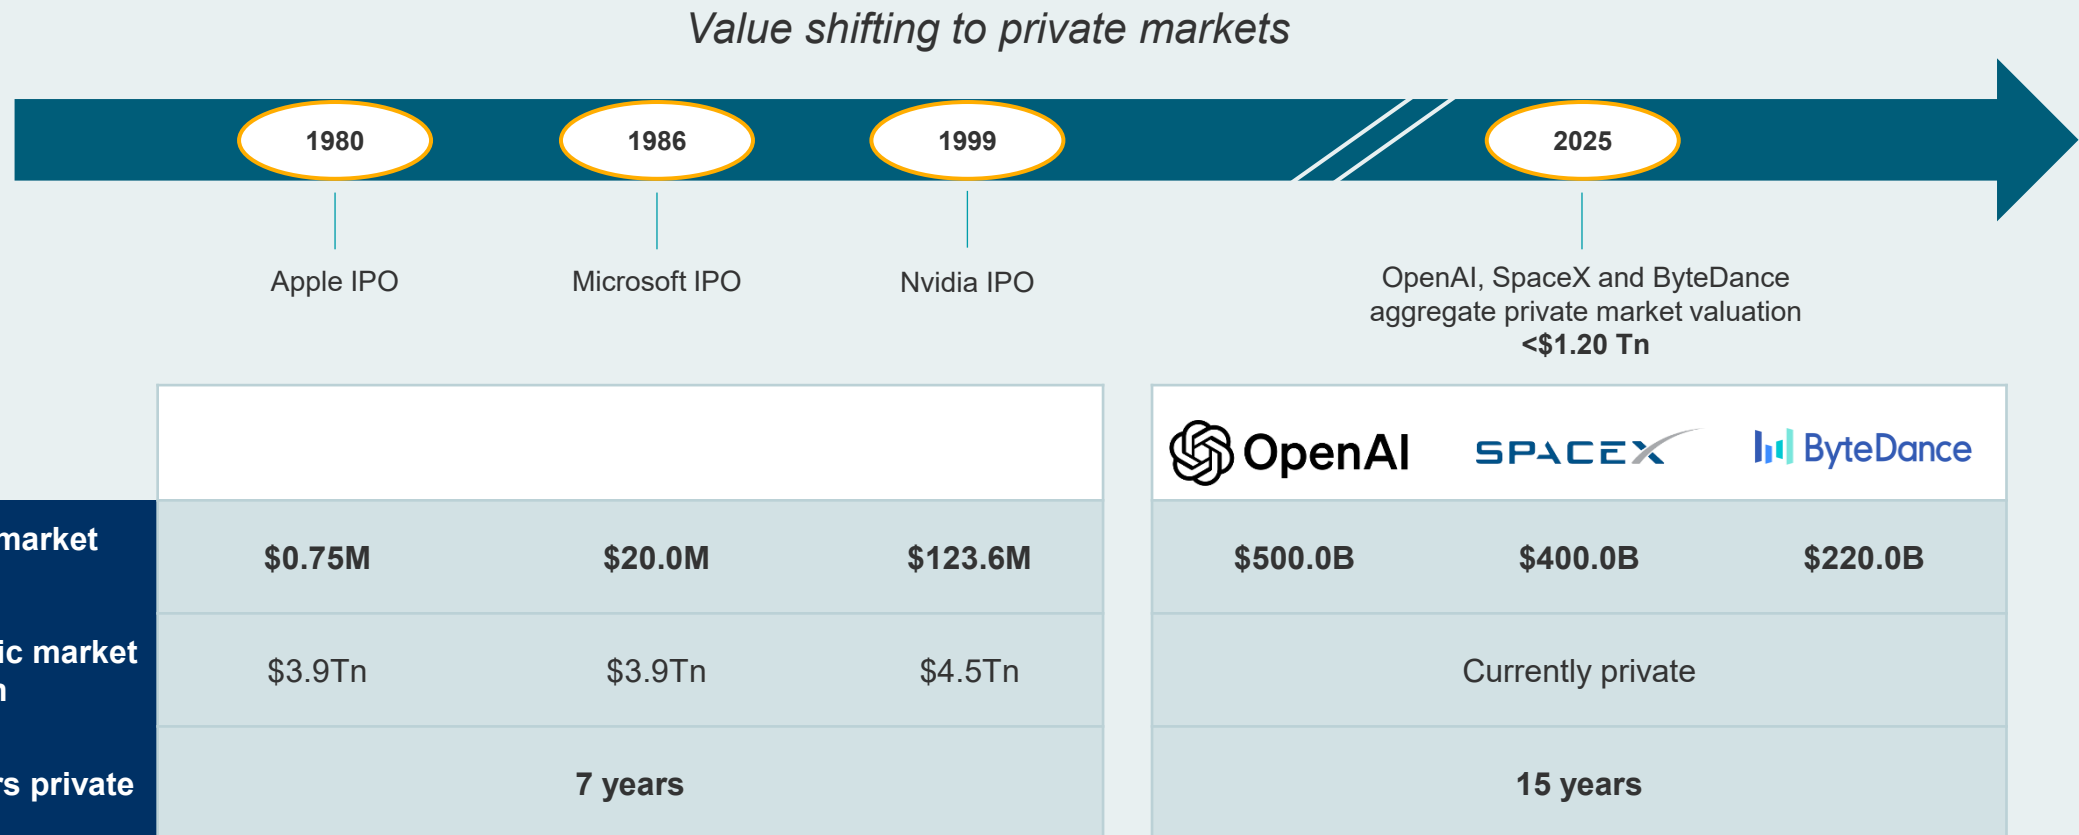 Value shifting to private markets
1980
1986
1999
2025
Apple IPO
Microsoft IPO
Nvidia IPO
OpenAI, SpaceX and ByteDance
aggregate private market valuation
<$1.20 Tn
OpenAI
SPACEX
ByteDance
market
$0.75M
$20.0M
$123.6M
$500.0B
$400.0B
$220.0B
market
$3.9Tn
$3.9Tn
$4.5Tn
Currently private
private
7 years
15 years